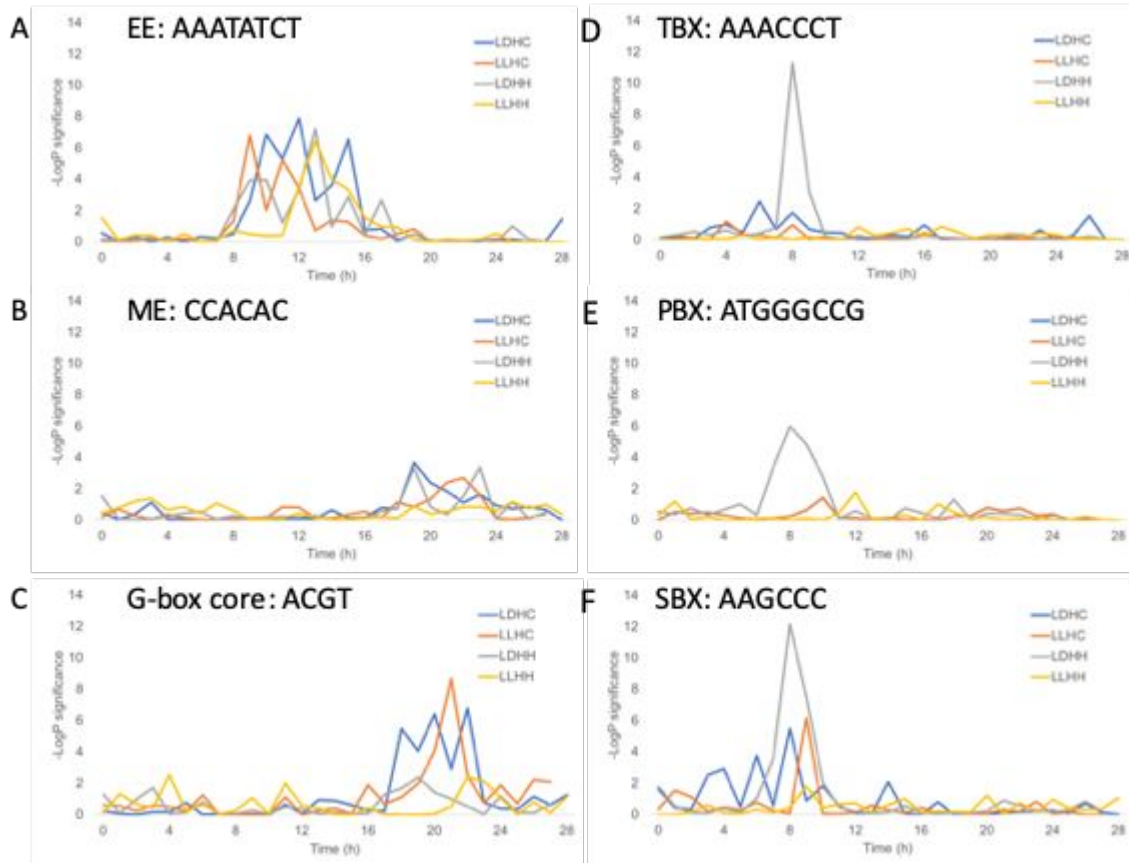 A
EE: AAATATCT
14
12
10
8
6
4
2
0
-LogP significance
LDHC
LLHC
LDHH
LLHH
0 4 8 12 16 20 24 28
Time (h)
B
ME: CCACAC
14
12
10
8
6
4
2
0
-LogP significance
LDHC
LLHC
LDHH
LLHH
0 4 8 12 16 20 24 28
Time (h)
C
G-box core: ACGT
14
12
10
8
6
4
2
0
-LogP significance
LDHC
LLHC
LDHH
LLHH
0 4 8 12 16 20 24 28
Time (h)
D
TBX: AAACCCT
14
12
10
8
6
4
2
0
-LogP significance
LDHC
LLHC
LDHH
LLHH
0 4 8 12 16 20 24 28
Time (h)
E
PBX: ATGGGCCG
14
12
10
8
6
4
2
0
-LogP significance
LDHC
LLHC
LDHH
LLHH
0 4 8 12 16 20 24 28
Time (h)
F
SBX: AAGCCC
14
12
10
8
6
4
2
0
-LogP significance
LDHC
LLHC
LDHH
LLHH
0 4 8 12 16 20 24 28
Time (h)